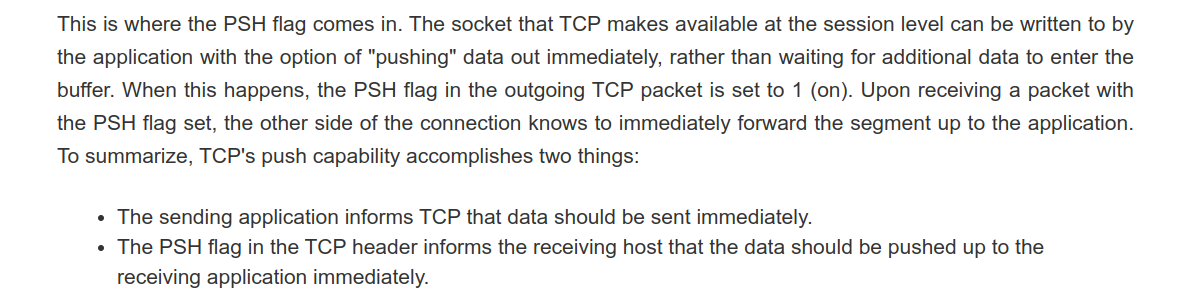 This is where the PSH flag comes in. The socket that TCP makes available at the session level can be written to by
the application with the option of "pushing" data out immediately, rather than waiting for additional data to enter the
buffer. When this happens, the PSH flag in the outgoing TCP packet is set to 1 (on). Upon receiving a packet with
the PSH flag set, the other side of the connection knows to immediately forward the segment up to the application.
To summarize, TCP's push capability accomplishes two things:
• The sending application informs TCP that data should be sent immediately.
• The PSH flag in the TCP header informs the receiving host that the data should be pushed up to the
receiving application immediately.